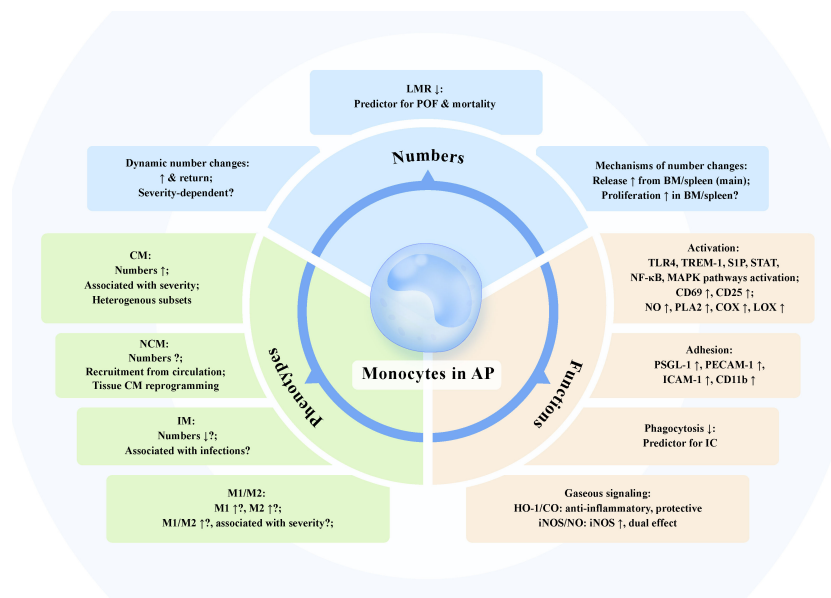 LMR ↓:
Predictor for POF & mortality
Numbers
Dynamic number changes:
↑ & return;
Severity-dependent?
Mechanisms of number changes:
Release ↑ from BM/spleen (main);
Proliferation ↑ in BM/spleen?
CM:
Numbers ↑;
Associated with severity;
Heterogenous subsets
NCM:
Numbers ?;
Recruitment from circulation;
Tissue CM reprogramming
IM:
Numbers ↓?;
Associated with infections?
M1/M2:
M1 ↑?, M2 ↑?;
M1/M2 ↑?, associated with severity?;
Phenotypes
Monocytes in AP
Functions
Activation:
TLR4, TREM-1, S1P, STAT,
NF-κB, MAPK pathways activation;
CD69 ↑, CD25 ↑;
NO ↑, PLA2 ↑, COX ↑, LOX ↑
Adhesion:
PSGL-1 ↑, PECAM-1 ↑,
ICAM-1 ↑, CD11b ↑
Phagocytosis ↓:
Predictor for IC
Gaseous signaling:
HO-1/CO: anti-inflammatory, protective
iNOS/NO: iNOS ↑, dual effect